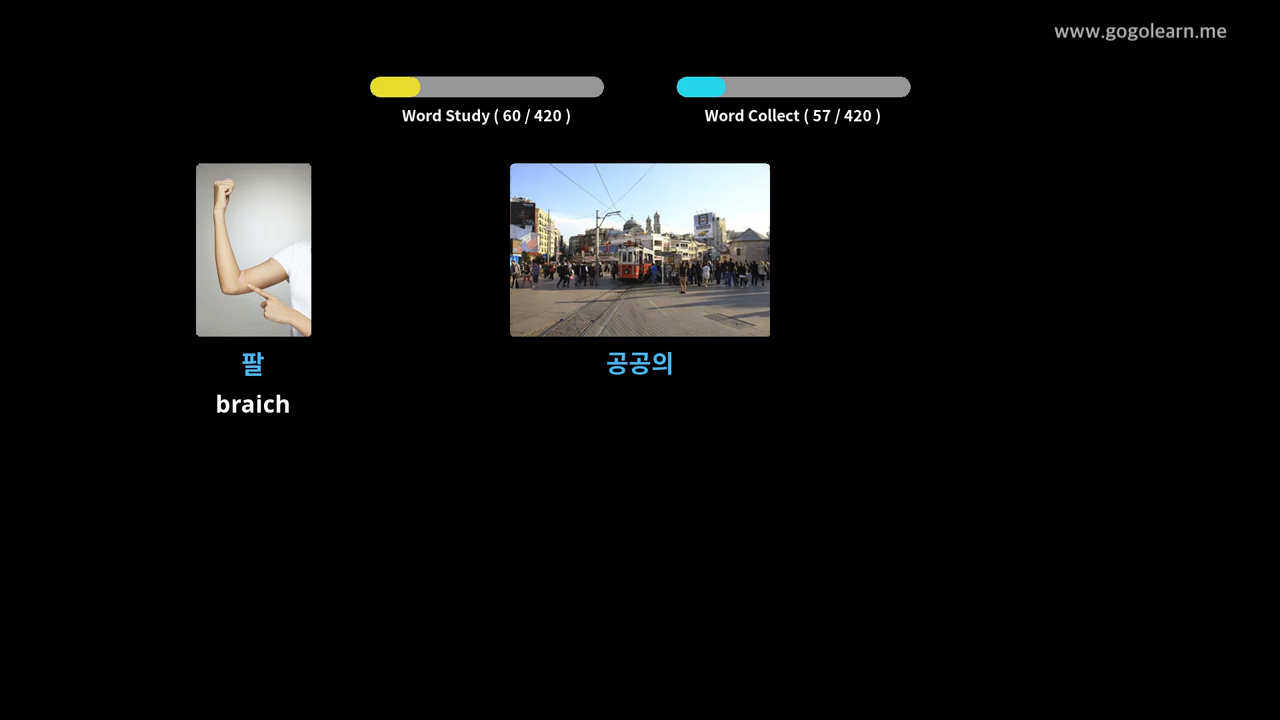 www.gogolearn.me
Word Study ( 60 / 420 )
Word Collect ( 57 / 420 )
팔
공공의
braich